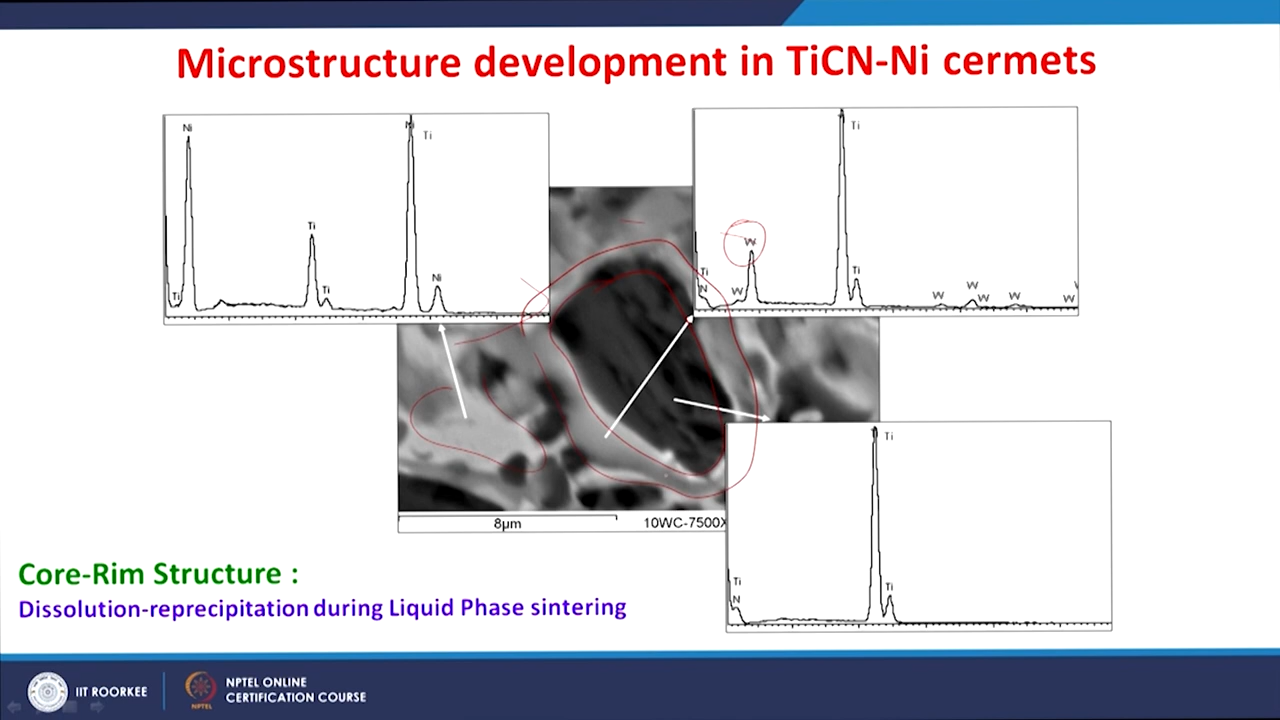 Microstructure development in TiCN-Ni cermets
Ni
Ti
Ti
Ti
Ti
Ni
Ti
W
Ti
N
W
Ti
W
W
W
W
W
Ti
Ti
N
Ti
8µm
10WC-7500X
Core-Rim Structure :
Dissolution-reprecipitation during Liquid Phase sintering
IIT ROORKEE
NPTEL
NPTEL ONLINE
CERTIFICATION COURSE